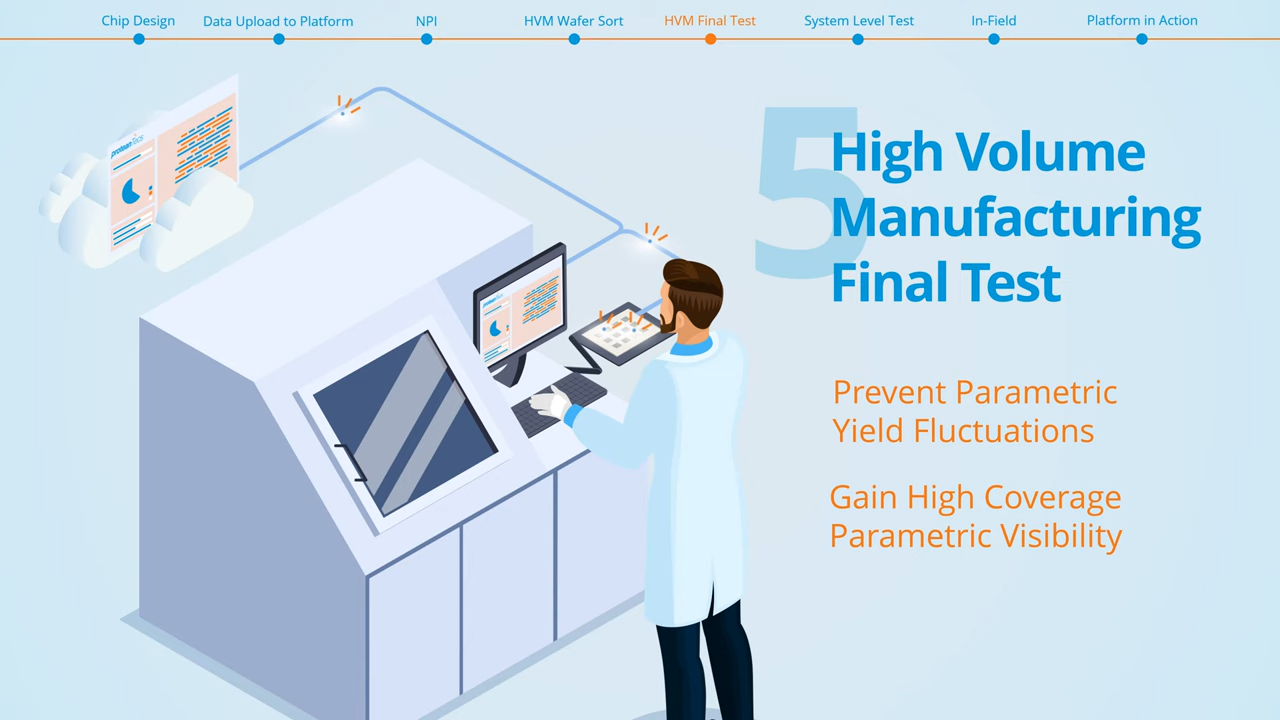 Chip Design
Data Upload to Platform
NPI
HVM Wafer Sort
HVM Final Test
System Level Test
In-Field
Platform in Action
5
High Volume
Manufacturing
Final Test
Prevent Parametric
Yield Fluctuations
Gain High Coverage
Parametric Visibility
proteanTecs